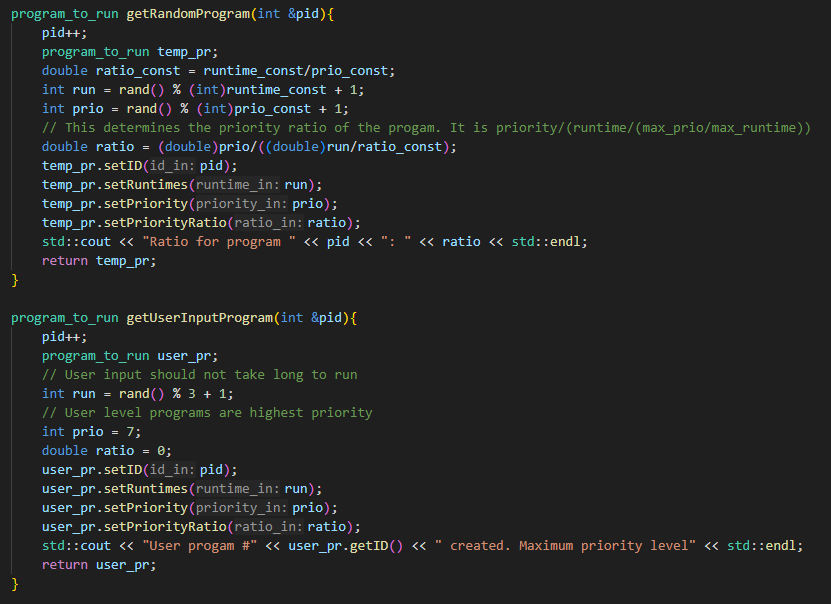 program_to_run getRandomProgram(int &pid){
    pid++;
    program_to_run temp_pr;
    double ratio_const = runtime_const/prio_const;
    int run = rand() % (int)runtime_const + 1;
    int prio = rand() % (int)prio_const + 1;
    // This determines the priority ratio of the progam. It is priority/(runtime/(max_prio/max_runtime))
    double ratio = (double)prio/((double)run/ratio_const);
    temp_pr.setID(id_in: pid);
    temp_pr.setRuntimes(runtime_in: run);
    temp_pr.setPriority(priority_in: prio);
    temp_pr.setPriorityRatio(ratio_in: ratio);
    std::cout << "Ratio for program " << pid << ": " << ratio << std::endl;
    return temp_pr;
}

program_to_run getUserInputProgram(int &pid){
    pid++;
    program_to_run user_pr;
    // User input should not take long to run
    int run = rand() % 3 + 1;
    // User level programs are highest priority
    int prio = 7;
    double ratio = 0;
    user_pr.setID(id_in: pid);
    user_pr.setRuntimes(runtime_in: run);
    user_pr.setPriority(priority_in: prio);
    user_pr.setPriorityRatio(ratio_in: ratio);
    std::cout << "User progam #" << user_pr.getID() << " created. Maximum priority level" << std::endl;
    return user_pr;
}